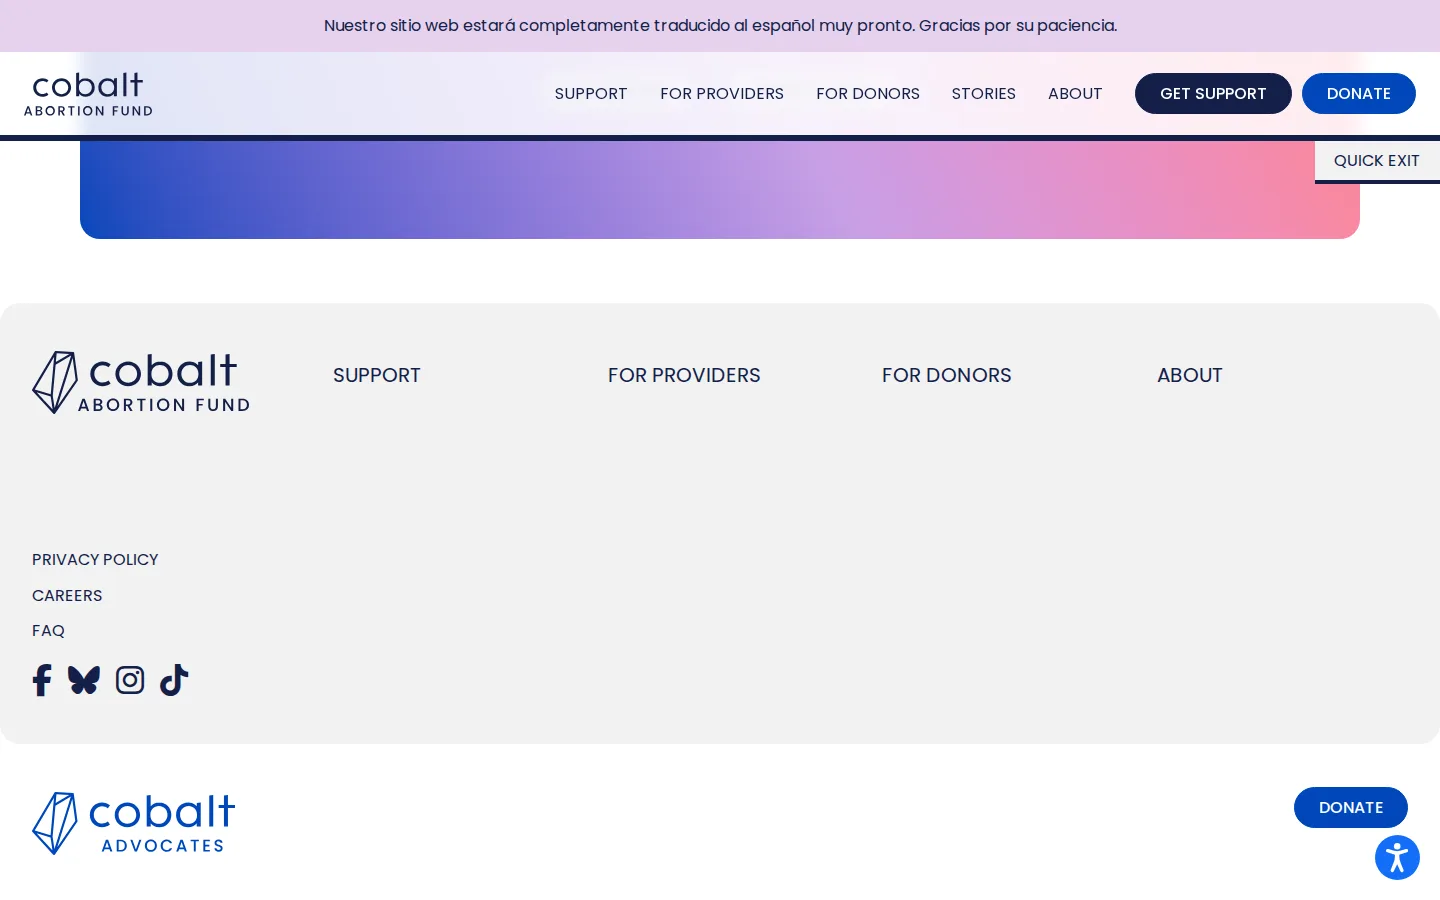 Nuestro sitio web estará completamente traducido al español muy pronto. Gracias por su paciencia.
cobalt
ABORTION FUND
SUPPORT
FOR PROVIDERS
FOR DONORS
STORIES
ABOUT
GET SUPPORT
DONATE
QUICK EXIT
cobalt
ABORTION FUND
SUPPORT
FOR PROVIDERS
FOR DONORS
ABOUT
PRIVACY POLICY
CAREERS
FAQ
cobalt
ADVOCATES
DONATE